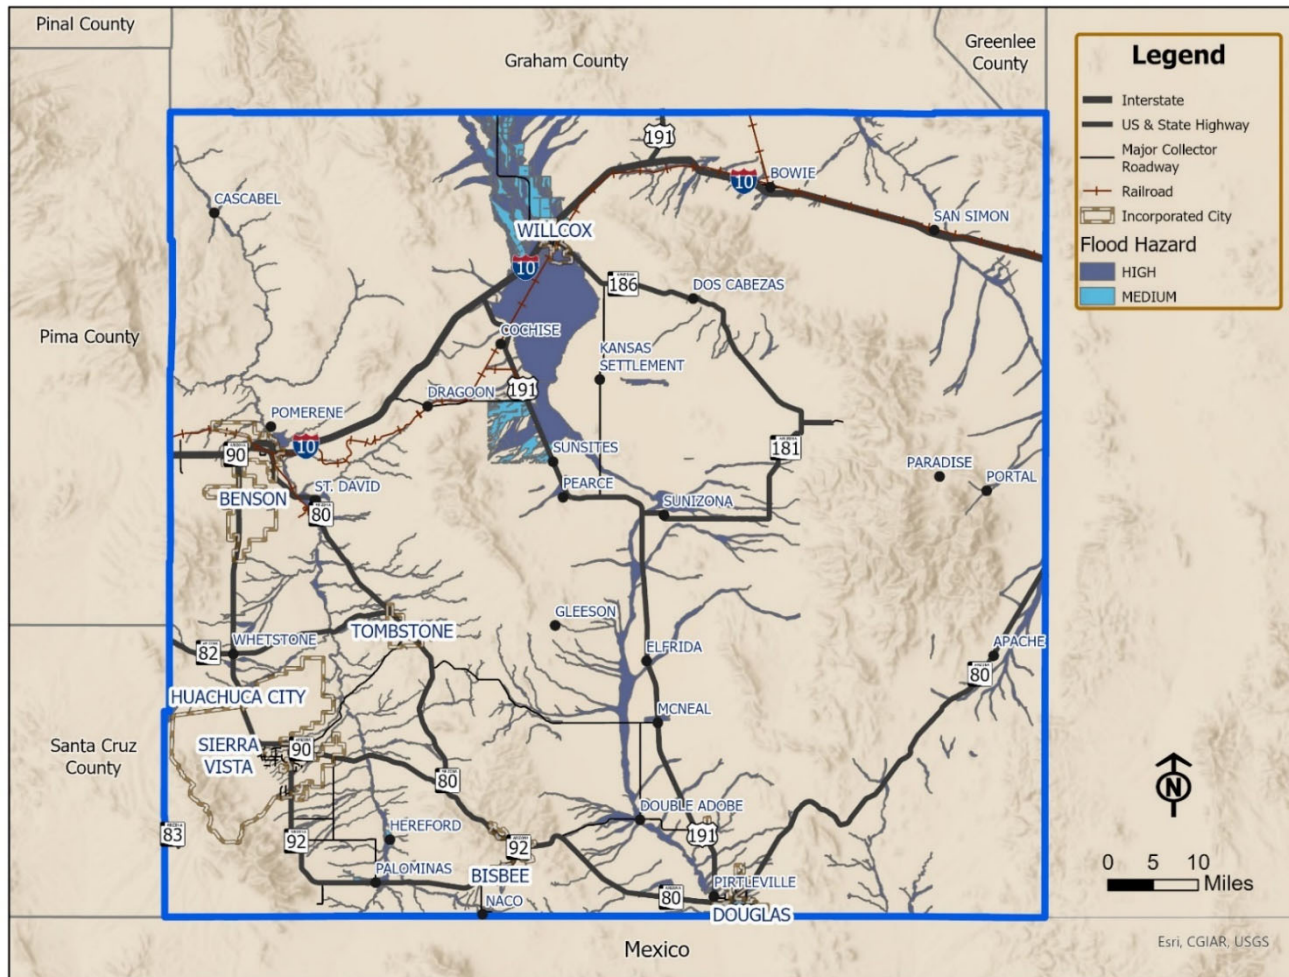 Pinal County
Graham County
Greenlee
County
Legend
Interstate
US & State Highway
Major Collector
Roadway
Railroad
Incorporated City
Flood Hazard
HIGH
MEDIUM
191
10
BOWIE
CASCABEL
SAN SIMON
WILLCOX
10
186
DOS CABEZAS
Pima County
COCHISE
KANSAS
SETTLEMENT
191
DRAGOON
POMERENE
10
90
SUNSITES
181
PARADISE
PORTAL
BENSON
ST. DAVID
PEARCE
SUNIZONA
80
GLEESON
TOMBSTONE
WHETSTONE
82
ELFRIDA
APACHE
80
HUACHUCA CITY
MCNEAL
Santa Cruz
County
SIERRA
VISTA
90
80
N
DOUBLE ADOBE
83
92
HEREFORD
92
191
PALOMINAS
BISBEE
PIRTLEVILLE
80
NACO
DOUGLAS
0 5 10
Miles
Mexico
Esri, CGIAR, USGS